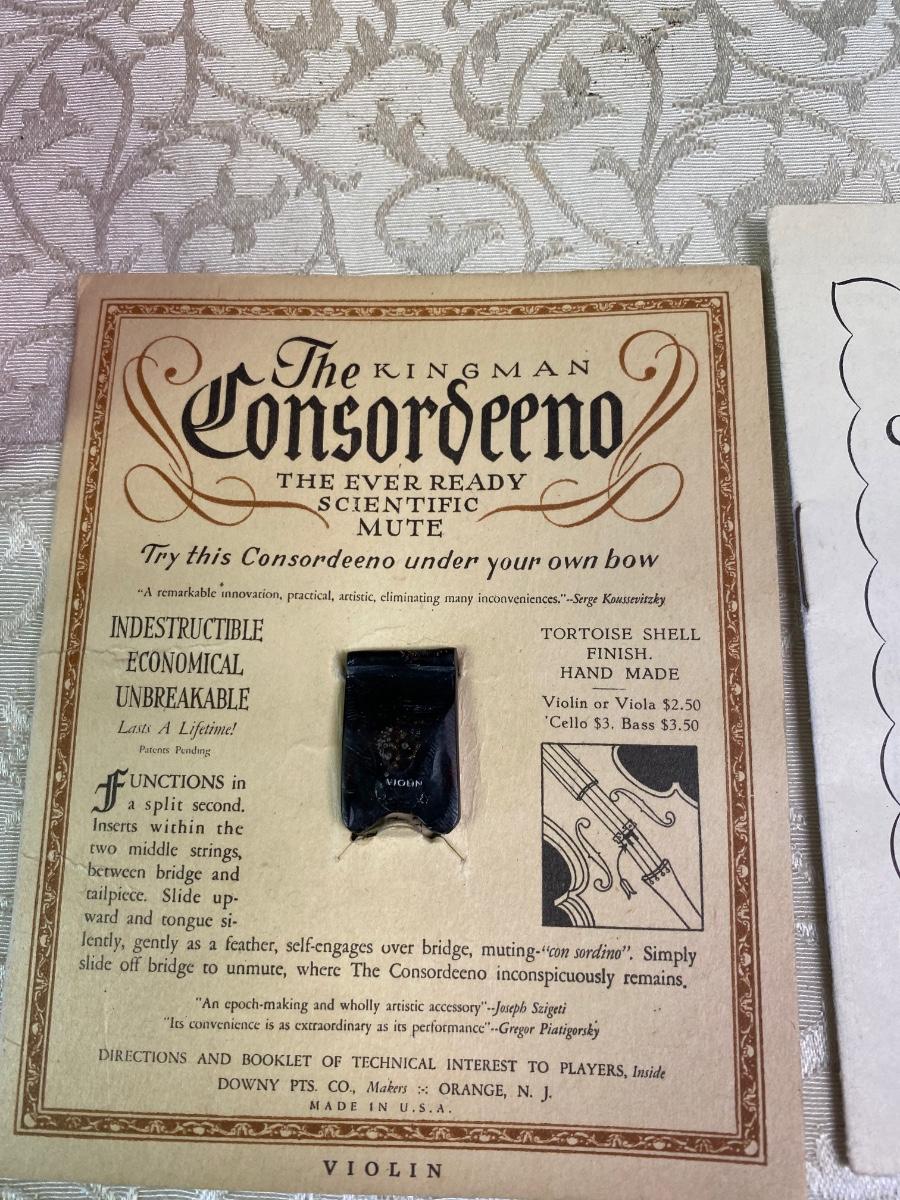 The KINGMAN
Consordeeno
THE EVER READY
SCIENTIFIC
MUTE
Try this Consordeeno under your own bow
"A remarkable innovation, practical, artistic, eliminating many inconveniences."--Serge Koussevitzky
INDESTRUCTIBLE
ECONOMICAL
UNBREAKABLE
Lasts A Lifetime!
Patents Pending
TORTOISE SHELL
FINISH.
HAND MADE
Violin or Viola $2.50
'Cello $3. Bass $3.50
VIOLIN
FUNCTIONS in
a split second.
Inserts within the
two middle strings,
between bridge and
tailpiece. Slide up-
ward and tongue si-
lently, gently as a feather, self-engages over bridge, muting-"con sordino". Simply
slide off bridge to unmute, where The Consordeeno inconspicuously remains.
"An epoch-making and wholly artistic accessory"--Joseph Szigeti
"Its convenience is as extraordinary as its performance"--Gregor Piatigorsky
DIRECTIONS AND BOOKLET OF TECHNICAL INTEREST TO PLAYERS, Inside
DOWNY PTS. CO., Makers :-: ORANGE, N. J.
MADE IN U.S.A.
VIOLIN